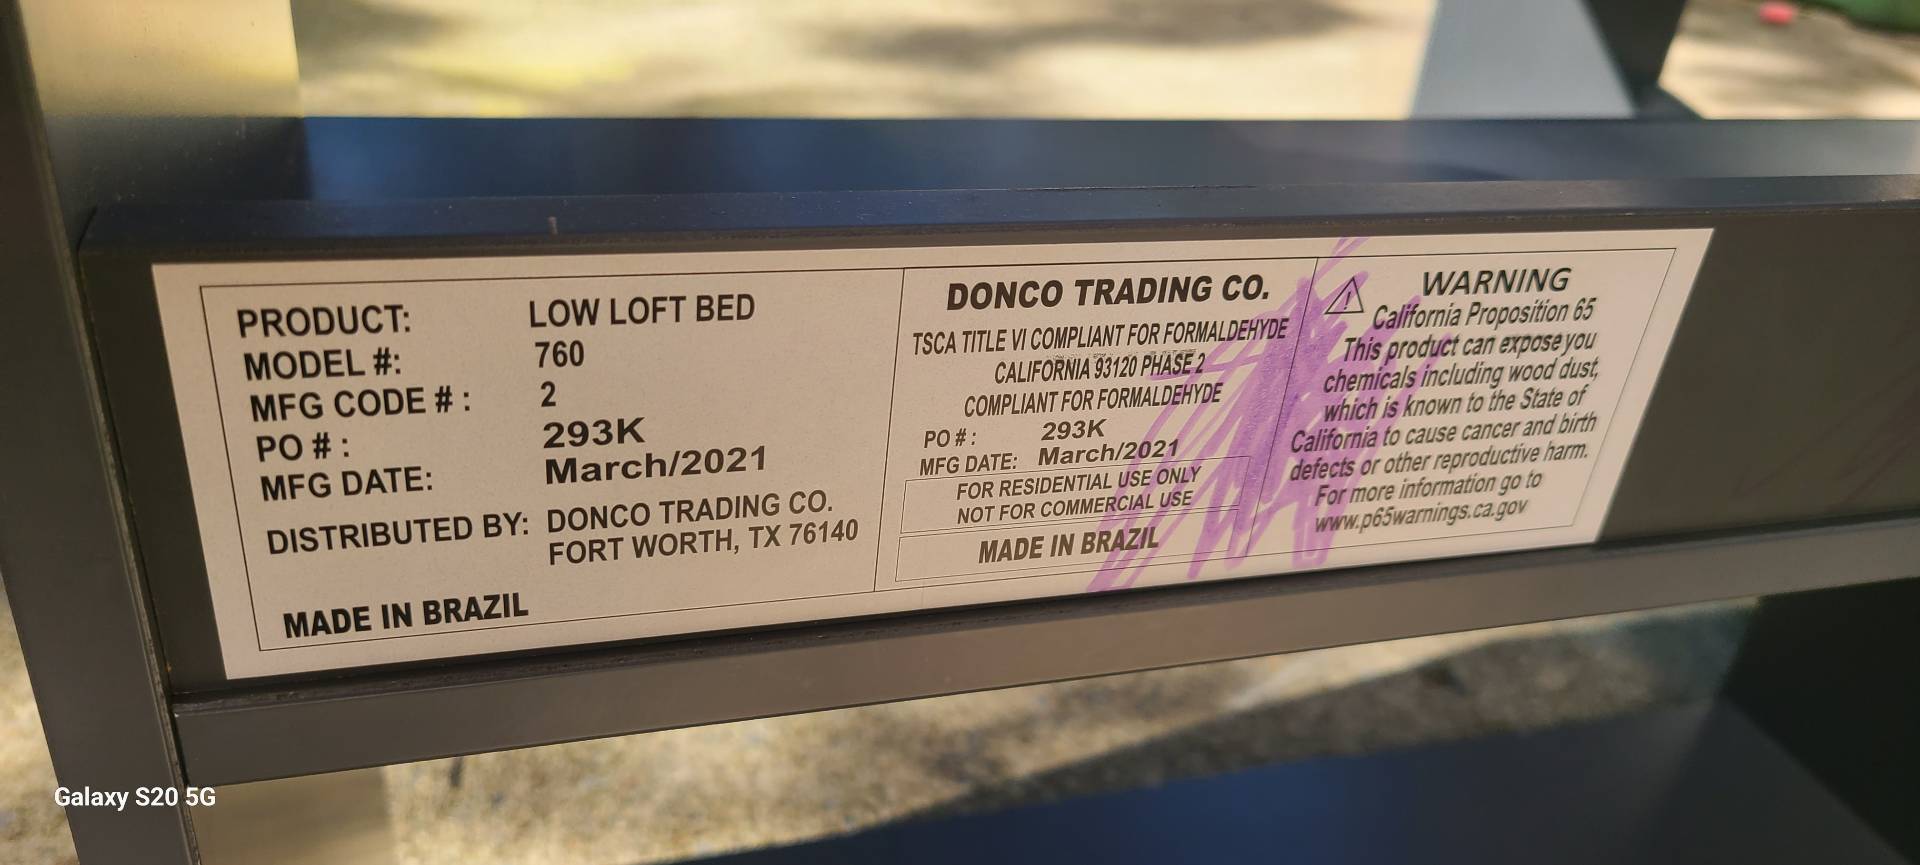 PRODUCT: LOW LOFT BED
MODEL #: 760
MFG CODE # : 2
PO # : 293K
MFG DATE: March/2021
DISTRIBUTED BY: DONCO TRADING CO.
FORT WORTH, TX 76140
MADE IN BRAZIL
DONCO TRADING CO.
TSCA TITLE VI COMPLIANT FOR FORMALDEHYDE
CALIFORNIA 93120 PHASE 2
COMPLIANT FOR FORMALDEHYDE
PO # : 293K
MFG DATE: March/2021
FOR RESIDENTIAL USE ONLY
NOT FOR COMMERCIAL USE
MADE IN BRAZIL
WARNING
California Proposition 65
This product can expose you
chemicals including wood dust,
which is known to the State of
California to cause cancer and birth
defects or other reproductive harm.
For more information go to
www.p65warnings.ca.gov
Galaxy S20 5G